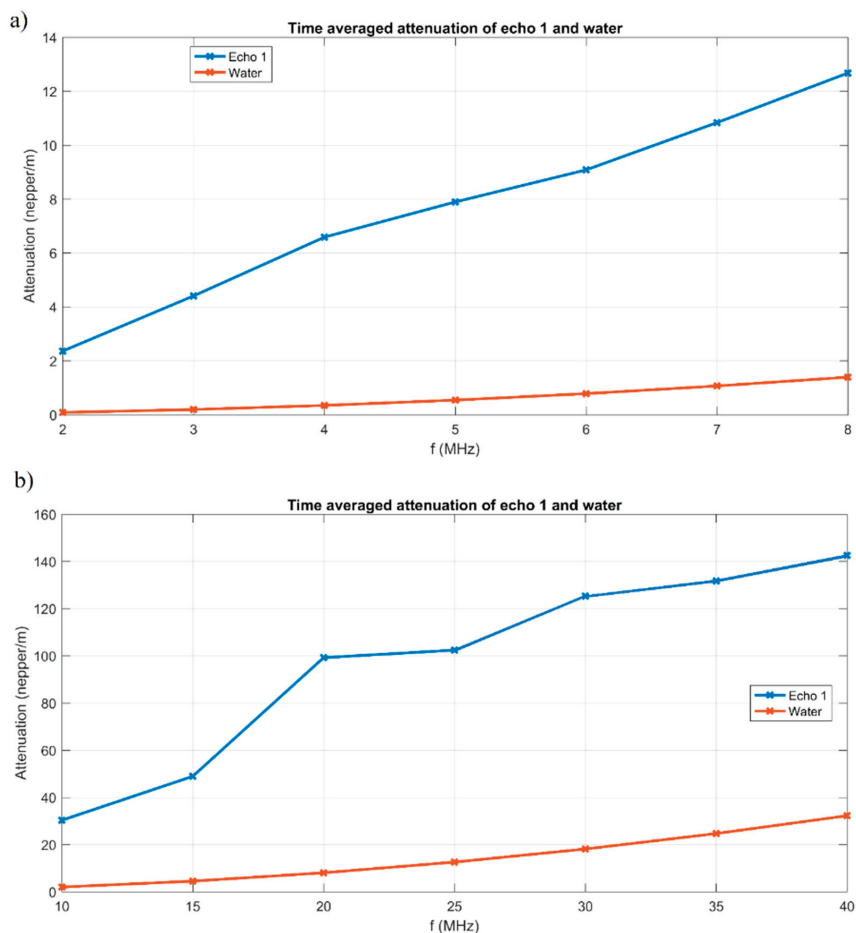 a)
Time averaged attenuation of echo 1 and water
14
12
10
8
6
4
2
0
Attenuation (nepper/m)
Echo 1
Water
2 3 4 5 6 7 8
f (MHz)
b)
Time averaged attenuation of echo 1 and water
160
140
120
100
80
60
40
20
0
Attenuation (nepper/m)
Echo 1
Water
10 15 20 25 30 35 40
f (MHz)